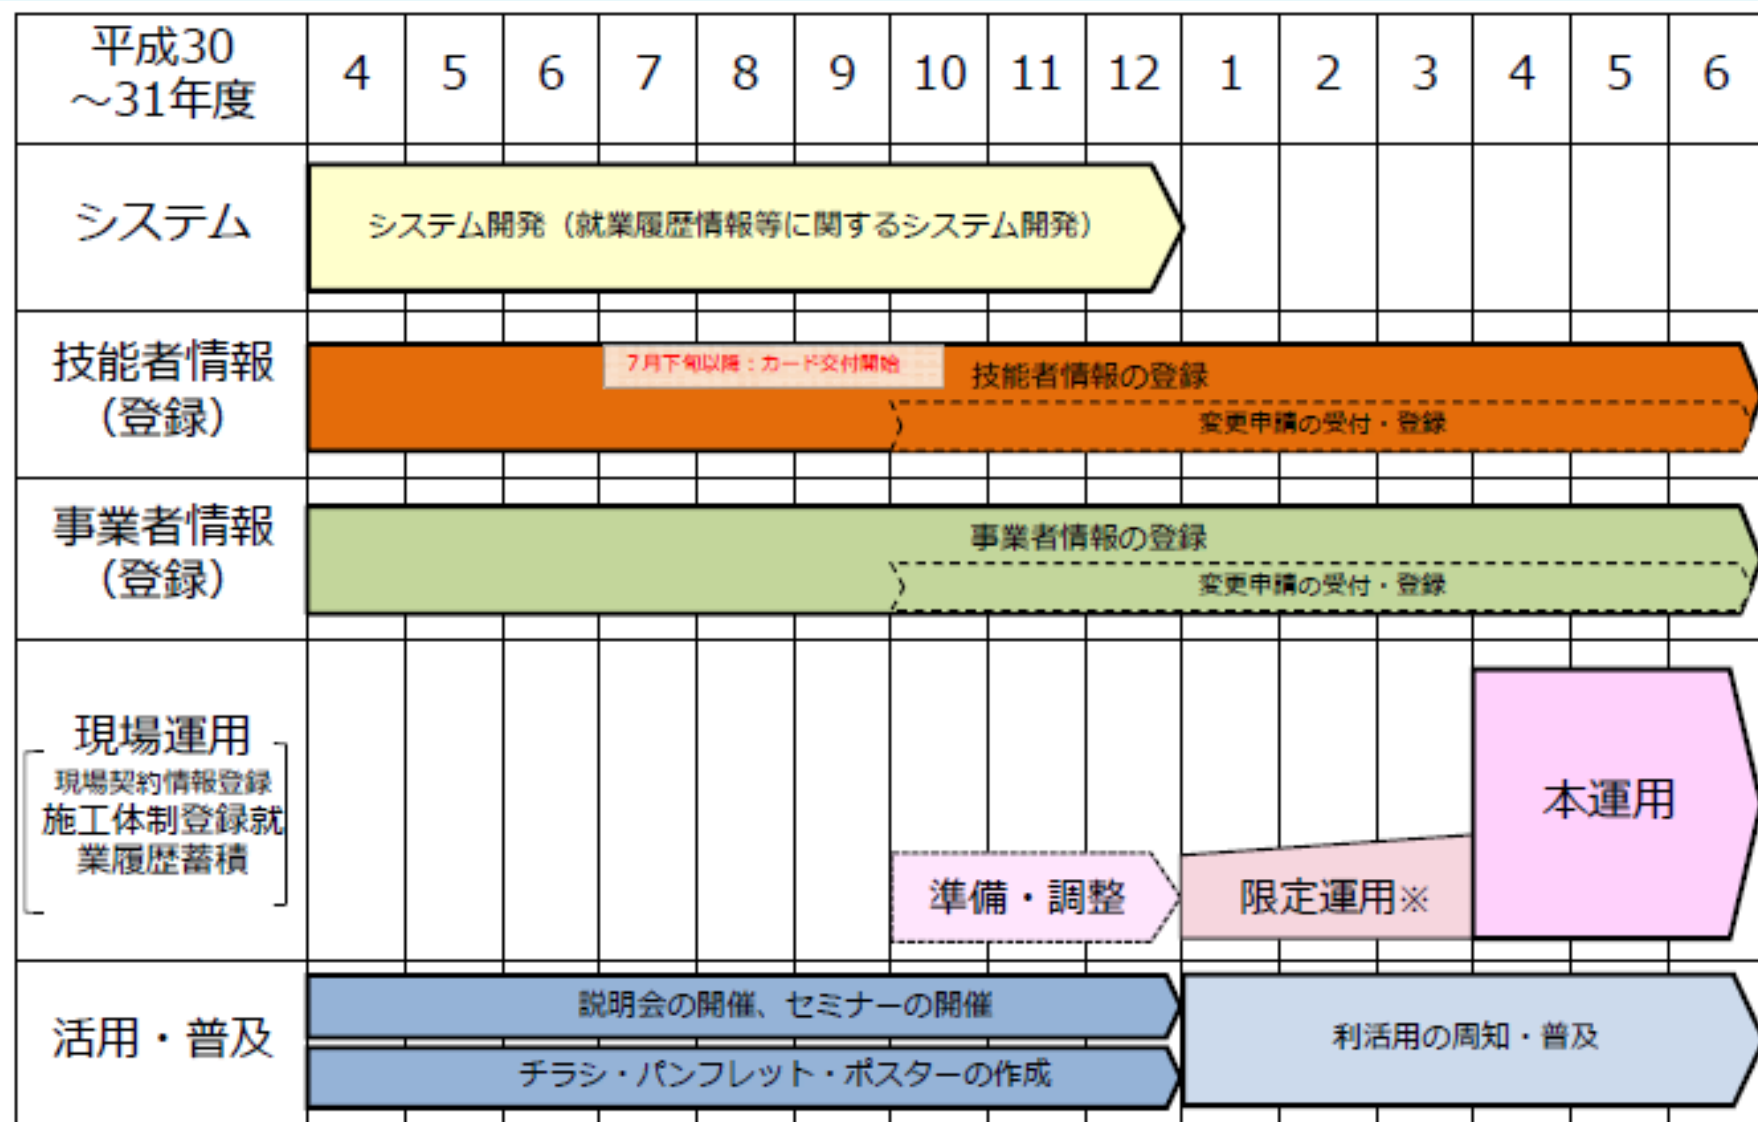 平成30
～31年度
4 5 6 7 8 9 10 11 12 1 2 3 4 5 6
システム
システム開発（就業履歴情報等に関するシステム開発）
技能者情報
（登録）
7月下旬以降：カード交付開始
技能者情報の登録
変更申請の受付・登録
事業者情報
（登録）
事業者情報の登録
変更申請の受付・登録
現場運用
現場契約情報登録
施工体制登録就
業履歴蓄積
準備・調整
限定運用※
本運用
活用・普及
説明会の開催、セミナーの開催
チラシ・パンフレット・ポスターの作成
利活用の周知・普及